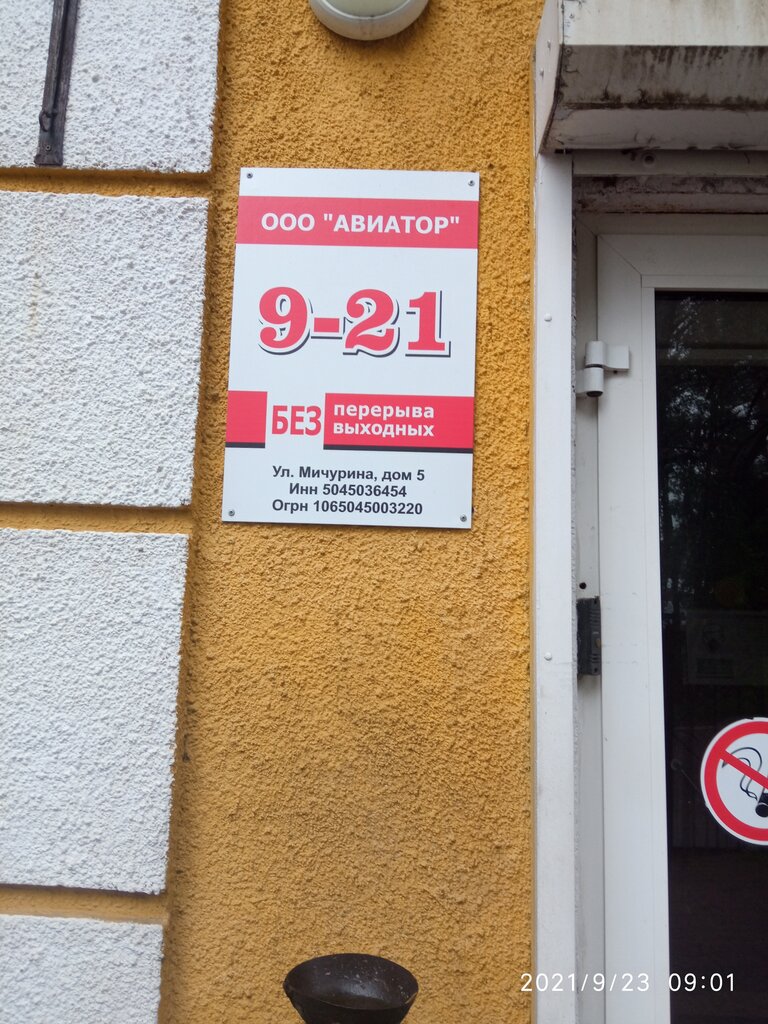 ООО "АВИАТОР"
9-21
БЕЗ перерыва
выходных
Ул. Мичурина, дом 5
Инн 5045036454
Огрн 1065045003220
2021/9/23 09:01